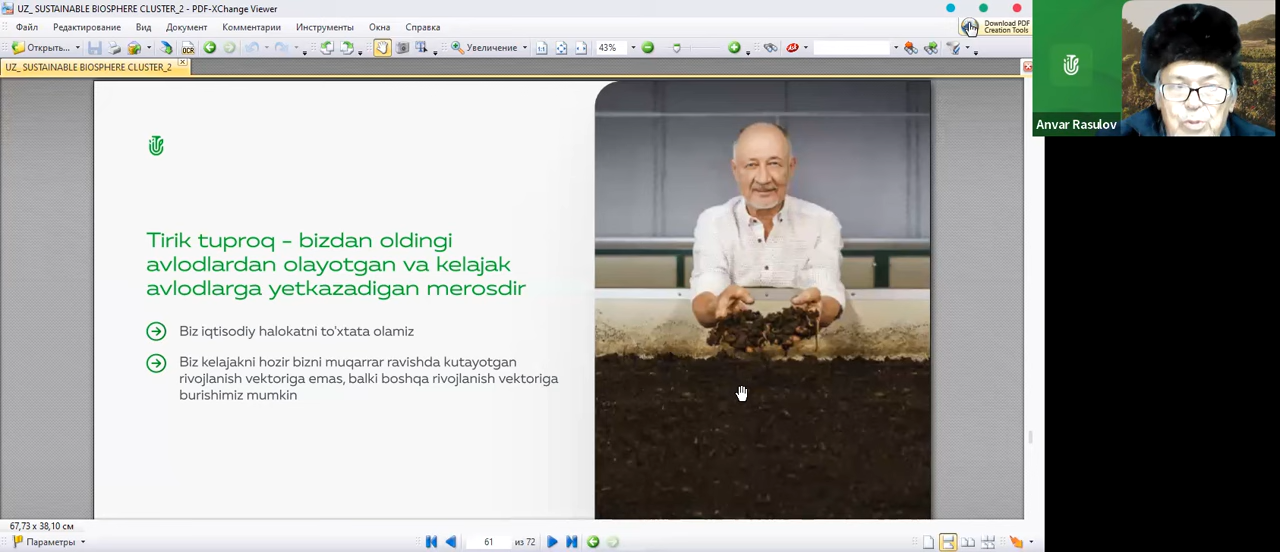 UZ_ SUSTAINABLE BIOSPHERE CLUSTER_2 - PDF-XChange Viewer
Файл Редактирование Вид Документ Комментарии Инструменты Окна Справка
Download PDF
Creation Tools
Открыть... OCR Увеличение 43%
UZ_ SUSTAINABLE BIOSPHERE CLUSTER_2
Anvar Rasulov
Tirik tuproq - bizdan oldingi
avlodlardan olayotgan va kelajak
avlodlarga yetkazadigan merosdir
Biz iqtisodiy halokatni to'xtata olamiz
Biz kelajakni hozir bizni muqarrar ravishda kutayotgan
rivojlanish vektoriga emas, balki boshqa rivojlanish vektoriga
burishimiz mumkin
67,73 x 38,10 см
Параметры 61 из 72